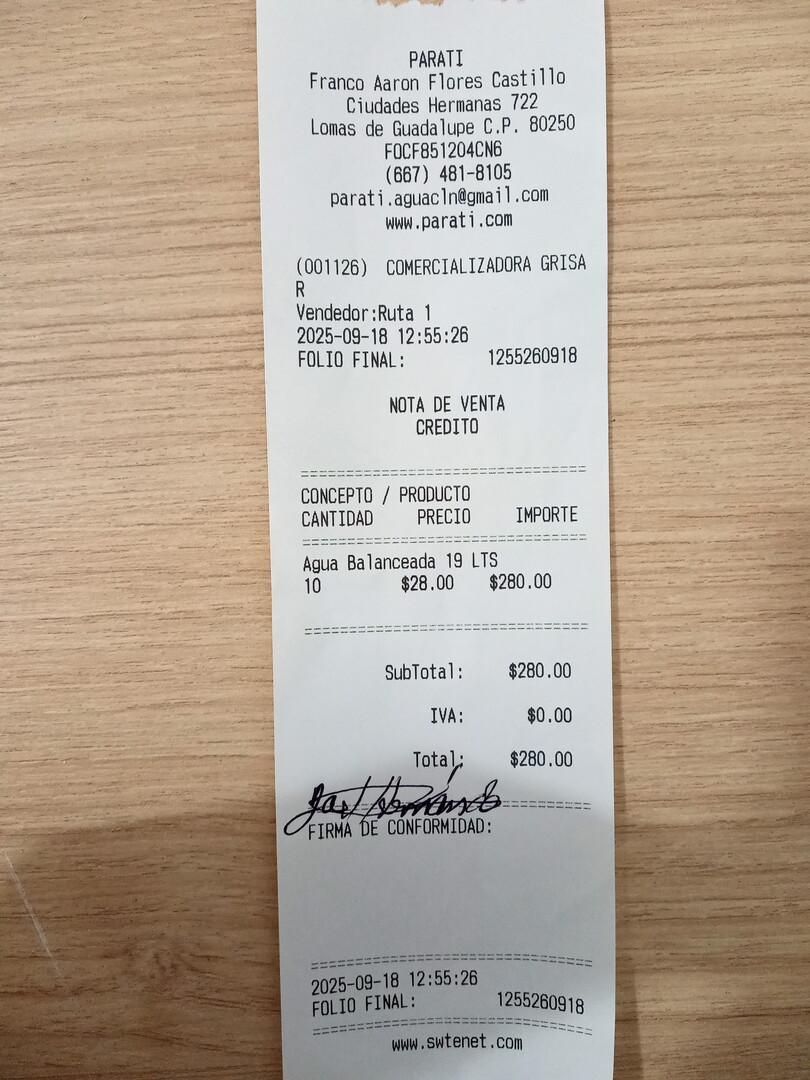 PARATI
Franco Aaron Flores Castillo
Ciudades Hermanas 722
Lomas de Guadalupe C.P. 80250
FOCF851204CN6
(667) 481-8105
parati.aguacln@gmail.com
www.parati.com
(001126) COMERCIALIZADORA GRISA
R
Vendedor:Ruta 1
2025-09-18 12:55:26
FOLIO FINAL: 1255260918
NOTA DE VENTA
CREDITO
================================
CONCEPTO / PRODUCTO
CANTIDAD PRECIO IMPORTE
================================
Agua Balanceada 19 LTS
10 $28.00 $280.00
================================
SubTotal: $280.00
IVA: $0.00
Total: $280.00
FIRMA DE CONFORMIDAD:
================================
2025-09-18 12:55:26
FOLIO FINAL: 1255260918
================================
www.swtenet.com